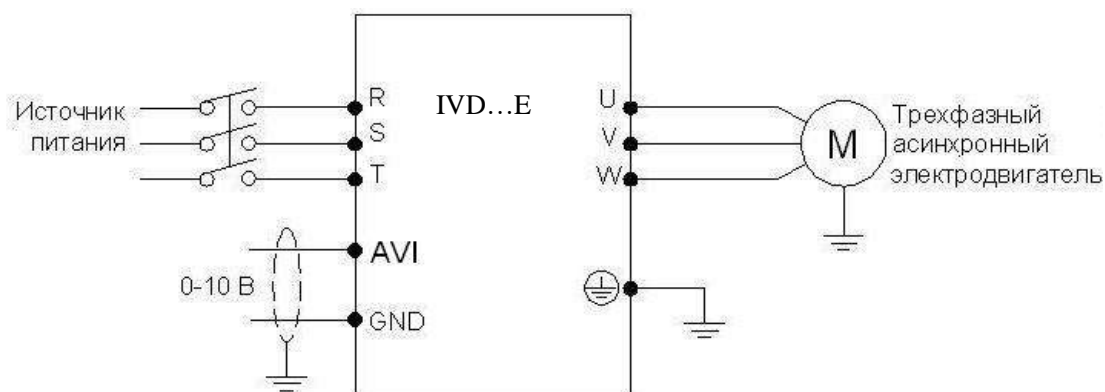 Источник
питания
R
S
T
IVD...E
U
V
W
M
Трехфазный
асинхронный
электродвигатель
AVI
0-10 В
GND